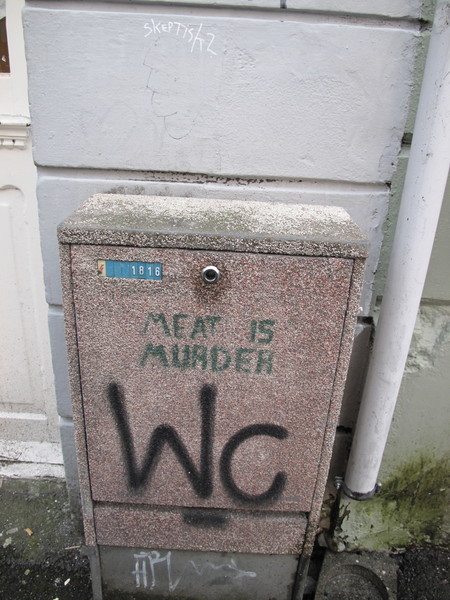 SKEPTISK?
1816
MEAT IS
MURDER
WC